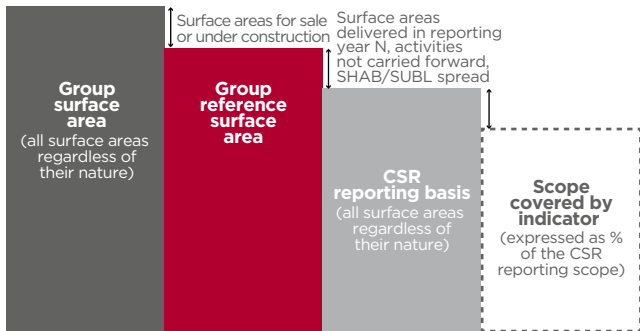 Surface areas for sale
or under construction
Surface areas
delivered in reporting
year N, activities
not carried forward,
SHAB/SUBL spread
Group
surface
area
(all surface areas
regardless of
their nature)
Group
reference
surface
area
CSR
reporting basis
(all surface areas
regardless of
their nature)
Scope
covered by
indicator
(expressed as %
of the CSR
reporting scope)